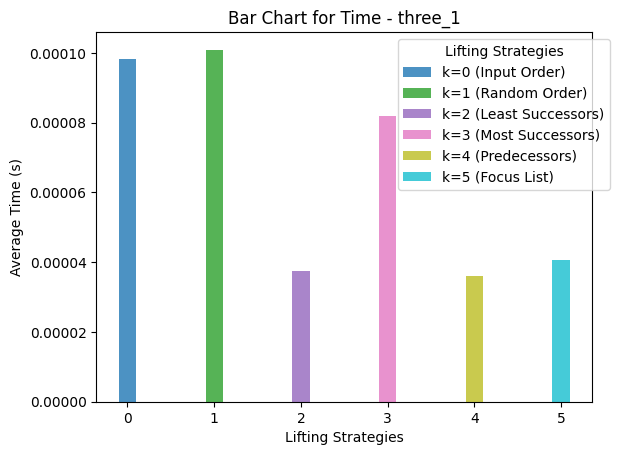 Bar Chart for Time - three_1
Lifting Strategies
k=0 (Input Order)
k=1 (Random Order)
k=2 (Least Successors)
k=3 (Most Successors)
k=4 (Predecessors)
k=5 (Focus List)
Average Time (s)
0.00010
0.00008
0.00006
0.00004
0.00002
0.00000
0 1 2 3 4 5
Lifting Strategies